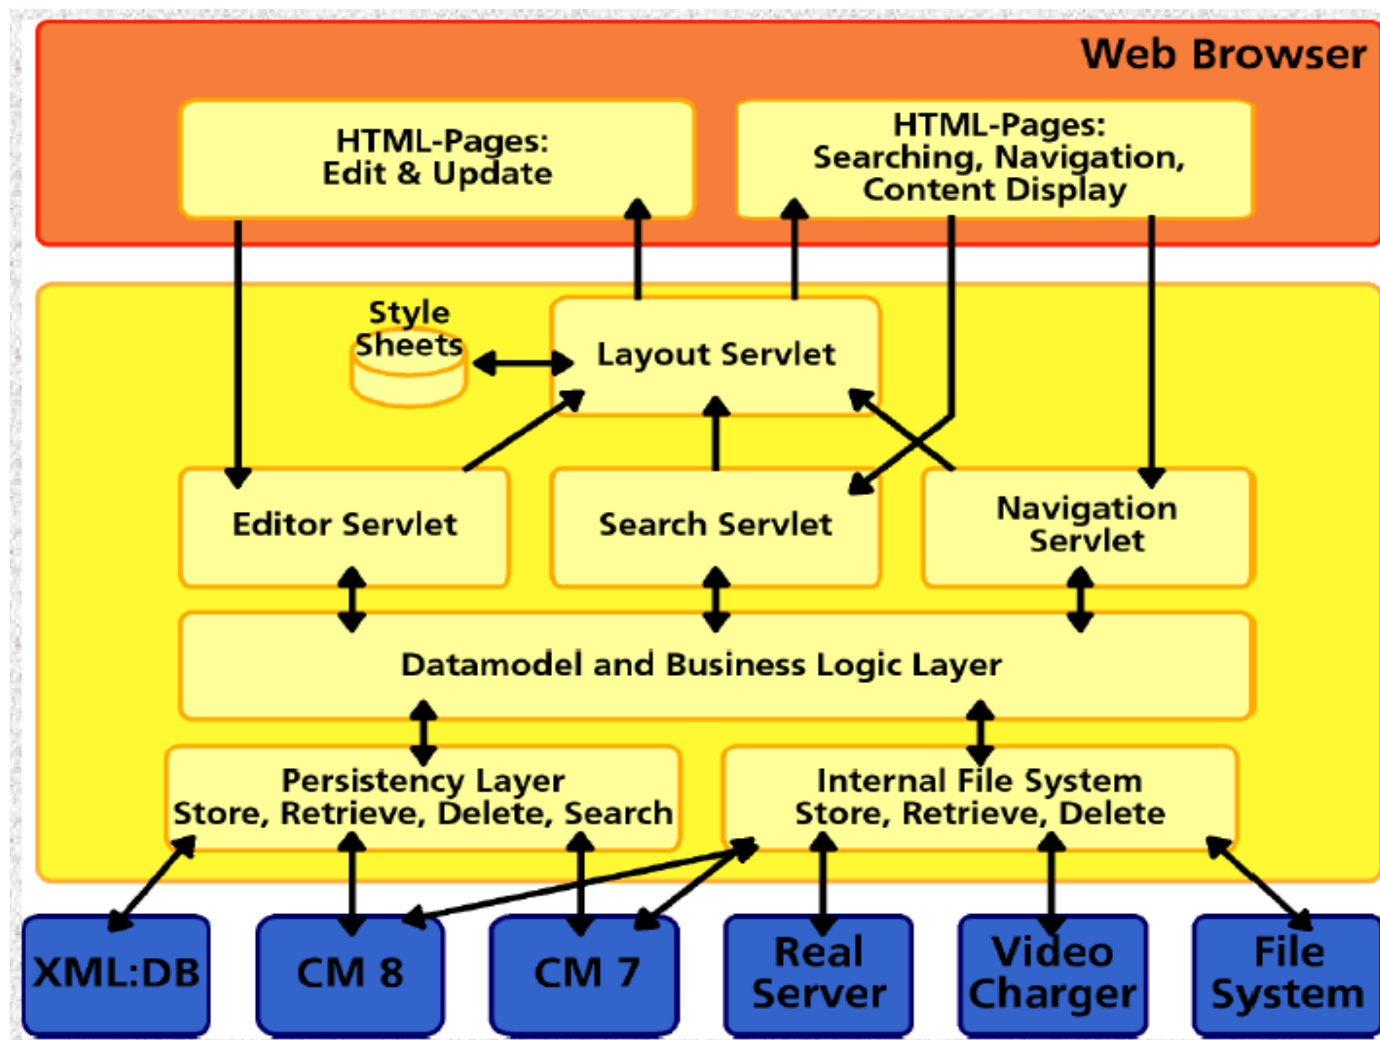 Web Browser
HTML-Pages:
Edit & Update
HTML-Pages:
Searching, Navigation,
Content Display
Style
Sheets
Layout Servlet
Editor Servlet
Search Servlet
Navigation
Servlet
Datamodel and Business Logic Layer
Persistency Layer
Store, Retrieve, Delete, Search
Internal File System
Store, Retrieve, Delete
XML:DB
CM 8
CM 7
Real
Server
Video
Charger
File
System